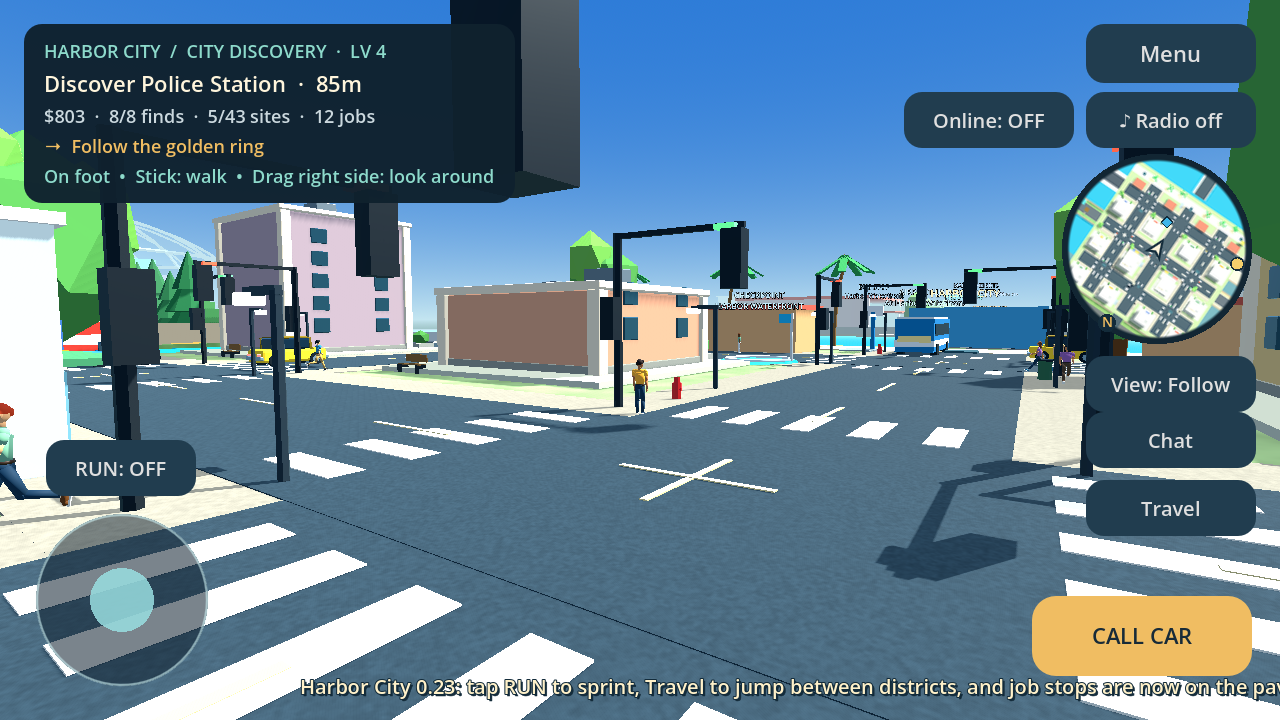 HARBOR CITY / CITY DISCOVERY · LV 4
Discover Police Station · 85m
$803 · 8/8 finds · 5/43 sites · 12 jobs
→ Follow the golden ring
On foot • Stick: walk • Drag right side: look around
Menu
Online: OFF
♪ Radio off
N
View: Follow
Chat
Travel
RUN: OFF
CALL CAR
Harbor City 0.23: tap RUN to sprint, Travel to jump between districts, and job stops are now on the